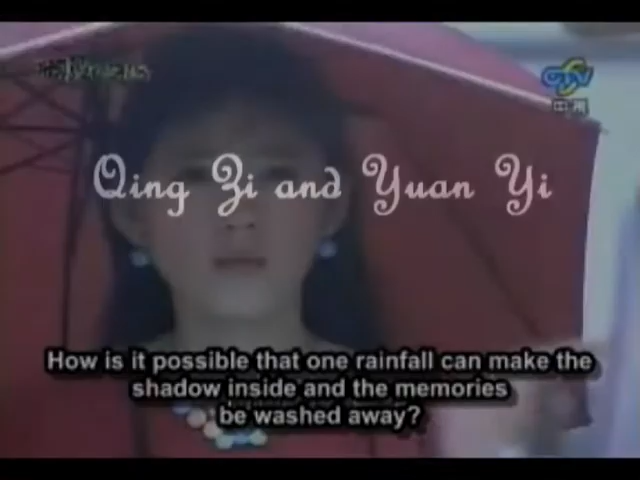 CTV
中視
Qing Zi and Yuan Yi
How is it possible that one rainfall can make the
shadow inside and the memories
be washed away?